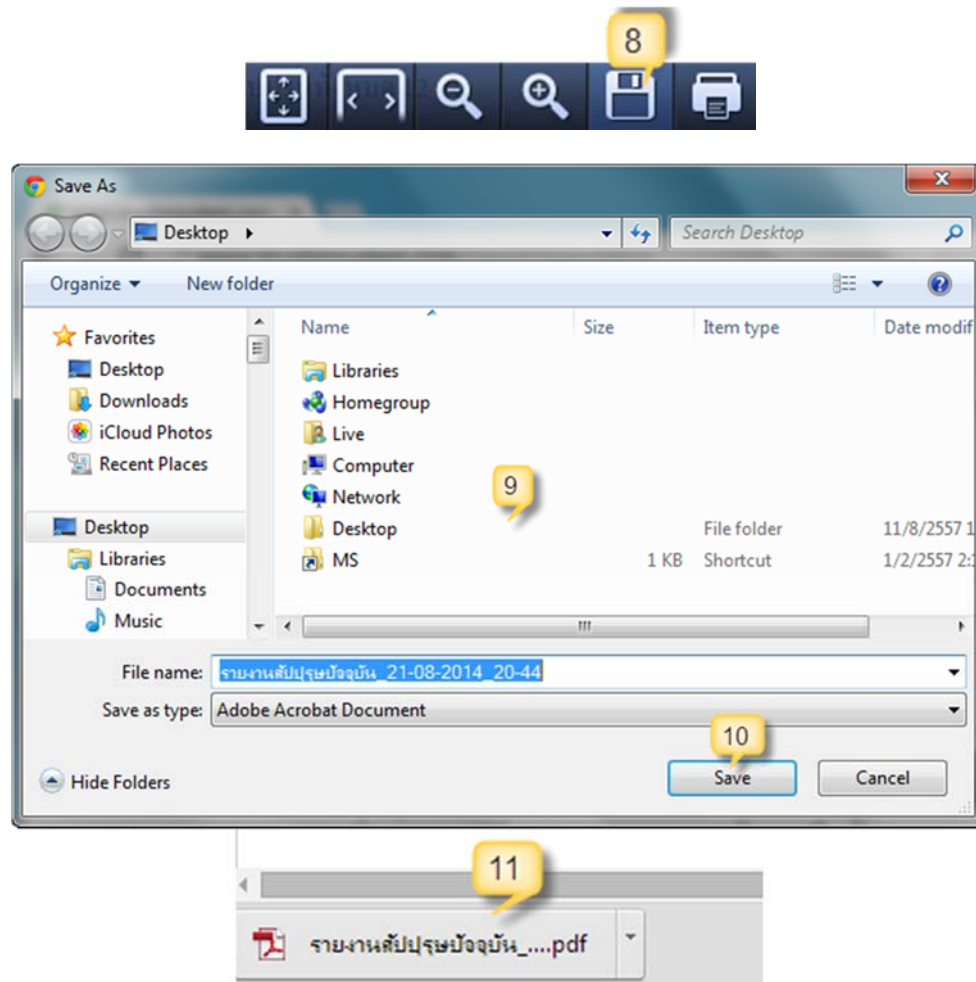 8
Save As
Desktop
Search Desktop
Organize
New folder
Name Size Item type Date modif
Favorites
Desktop
Downloads
iCloud Photos
Recent Places
Desktop
Libraries
Documents
Music
Libraries
Homegroup
Live
Computer
Network
9
Desktop File folder 11/8/2557 1
MS 1 KB Shortcut 1/2/2557 2:
File name: รายงานสัปปุรุษปัจจุบัน_21-08-2014_20-44
Save as type: Adobe Acrobat Document
10
Hide Folders
Save
Cancel
11
รายงานสัปปุรุษปัจจุบัน_....pdf